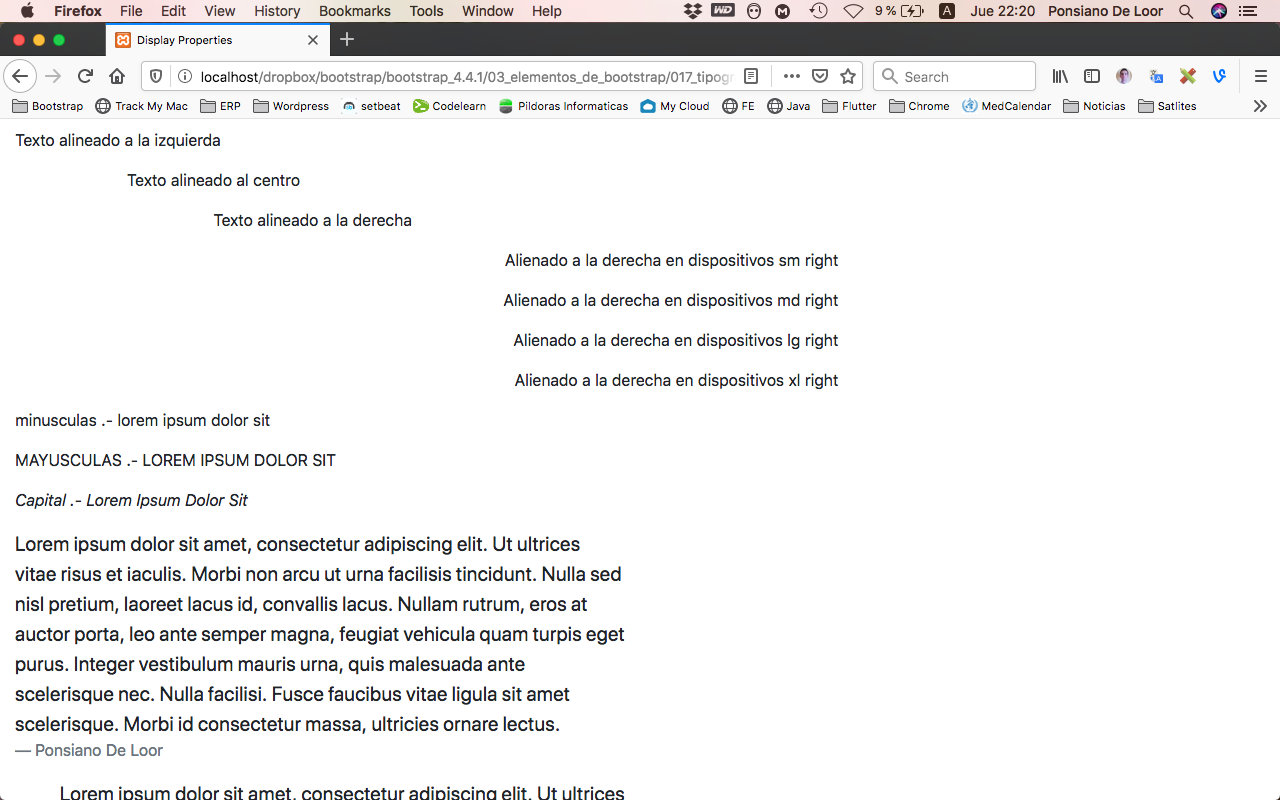 Firefox File Edit View History Bookmarks Tools Window Help WD M 9 % A Jue 22:20 Ponsiano De Loor
Display Properties
localhost/dropbox/bootstrap/bootstrap_4.4.1/03_elementos_de_bootstrap/017_tipogr Search
Bootstrap Track My Mac ERP Wordpress setbeat Codelearn Pildoras Informaticas My Cloud FE Java Flutter Chrome MedCalendar Noticias Satlites
Texto alineado a la izquierda
Texto alineado al centro
Texto alineado a la derecha
Alienado a la derecha en dispositivos sm right
Alienado a la derecha en dispositivos md right
Alienado a la derecha en dispositivos lg right
Alienado a la derecha en dispositivos xl right
minusculas .- lorem ipsum dolor sit
MAYUSCULAS .- LOREM IPSUM DOLOR SIT
Capital .- Lorem Ipsum Dolor Sit
Lorem ipsum dolor sit amet, consectetur adipiscing elit. Ut ultrices
vitae risus et iaculis. Morbi non arcu ut urna facilisis tincidunt. Nulla sed
nisl pretium, laoreet lacus id, convallis lacus. Nullam rutrum, eros at
auctor porta, leo ante semper magna, feugiat vehicula quam turpis eget
purus. Integer vestibulum mauris urna, quis malesuada ante
scelerisque nec. Nulla facilisi. Fusce faucibus vitae ligula sit amet
scelerisque. Morbi id consectetur massa, ultricies ornare lectus.
— Ponsiano De Loor
Lorem ipsum dolor sit amet, consectetur adipiscing elit. Ut ultrices